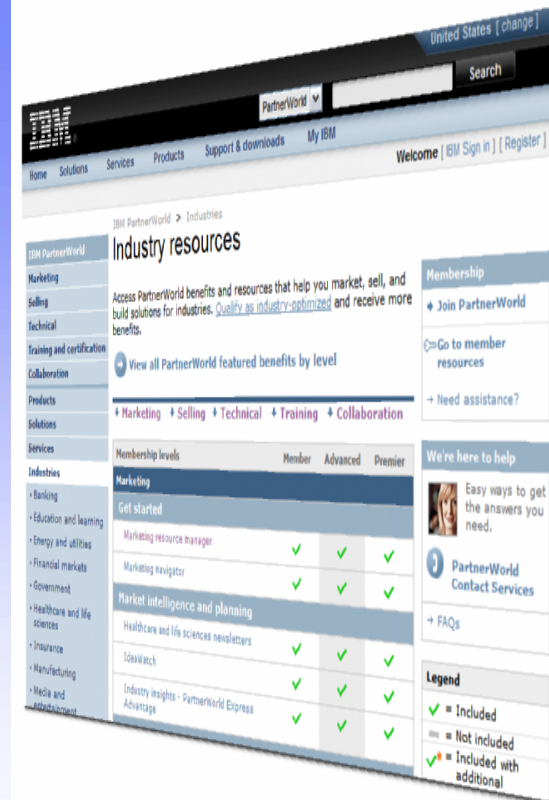 United States [ change ]
IBM
PartnerWorld
Search
Home Solutions Services Products Support & downloads My IBM
Welcome [ IBM Sign in ] [ Register ]
IBM PartnerWorld
Marketing
Selling
Technical
Training and certification
Collaboration
Products
Solutions
Services
Industries
• Banking
• Education and learning
• Energy and utilities
• Financial markets
• Government
• Healthcare and life
sciences
• Insurance
• Manufacturing
• Media and
entertainment
IBM PartnerWorld > Industries
Industry resources
Access PartnerWorld benefits and resources that help you market, sell, and
build solutions for industries. Qualify as industry-optimized and receive more
benefits.
View all PartnerWorld featured benefits by level
Marketing Selling Technical Training Collaboration
Membership levels Member Advanced Premier
Marketing
Get started
Marketing resource manager
Marketing navigator
Market intelligence and planning
Healthcare and life sciences newsletters
IdeaWatch
Industry insights - PartnerWorld Express
Advantage
Membership
Join PartnerWorld
Go to member
resources
Need assistance?
We're here to help
Easy ways to get
the answers you
need.
PartnerWorld
Contact Services
FAQs
Legend
= Included
= Not included
= Included with
additional